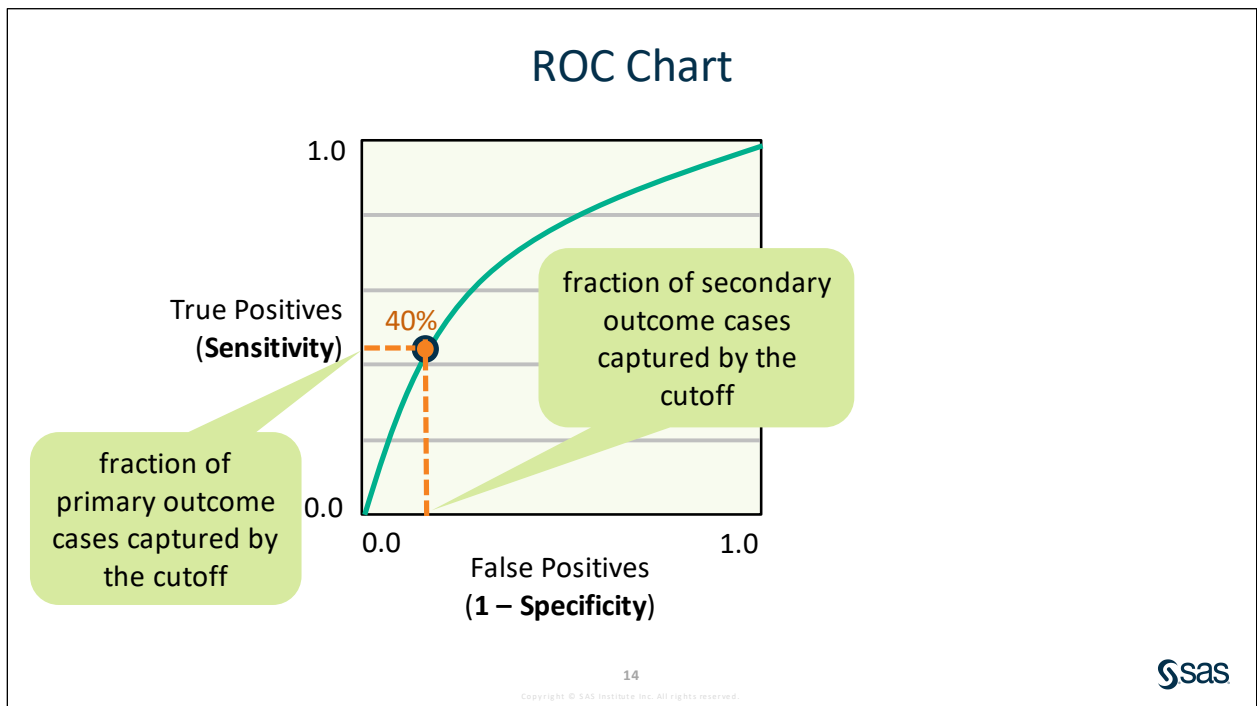 ROC Chart
1.0
True Positives
(Sensitivity)
40%
fraction of secondary
outcome cases
captured by the
cutoff
fraction of
primary outcome
cases captured by
the cutoff
0.0
0.0
1.0
False Positives
(1 – Specificity)
14
Copyright © SAS Institute Inc. All rights reserved.
sas